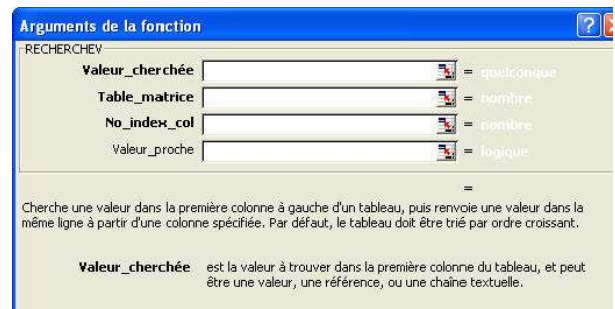 Arguments de la fonction
RECHERCHEV
Valeur_cherchée = quelconque
Table_matrice = nombre
No_index_col = nombre
Valeur_proche = logique
=
Cherche une valeur dans la première colonne à gauche d'un tableau, puis renvoie une valeur dans la
même ligne à partir d'une colonne spécifiée. Par défaut, le tableau doit être trié par ordre croissant.
Valeur_cherchée est la valeur à trouver dans la première colonne du tableau, et peut
être une valeur, une référence, ou une chaîne textuelle.